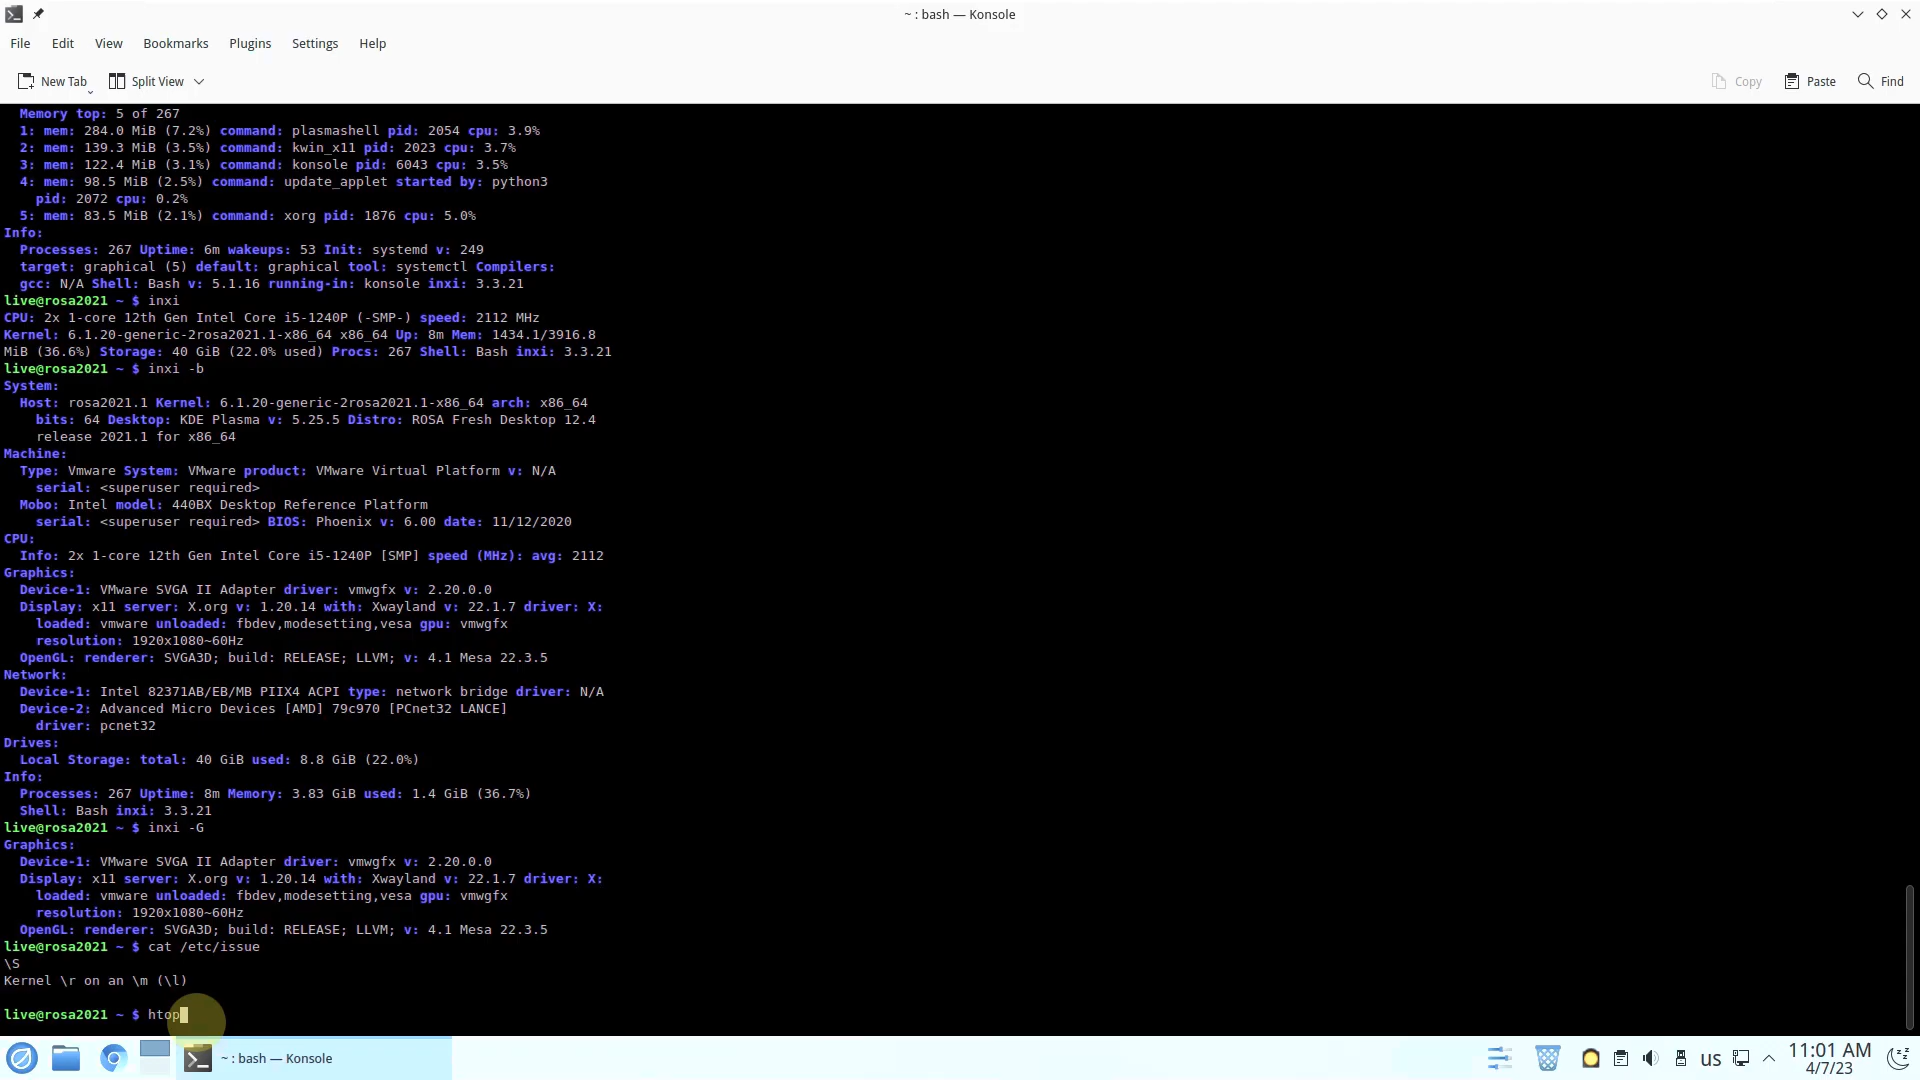 ~ : bash — Konsole
File Edit View Bookmarks Plugins Settings Help
New Tab Split View Copy Paste Find
Memory top: 5 of 267
1: mem: 284.0 MiB (7.2%) command: plasmashell pid: 2054 cpu: 3.9%
2: mem: 139.3 MiB (3.5%) command: kwin_x11 pid: 2023 cpu: 3.7%
3: mem: 122.4 MiB (3.1%) command: konsole pid: 6043 cpu: 3.5%
4: mem: 98.5 MiB (2.5%) command: update_applet started by: python3
pid: 2072 cpu: 0.2%
5: mem: 83.5 MiB (2.1%) command: xorg pid: 1876 cpu: 5.0%
Info:
Processes: 267 Uptime: 6m wakeups: 53 Init: systemd v: 249
target: graphical (5) default: graphical tool: systemctl Compilers:
gcc: N/A Shell: Bash v: 5.1.16 running-in: konsole inxi: 3.3.21
live@rosa2021 ~ $ inxi
CPU: 2x 1-core 12th Gen Intel Core i5-1240P (-SMP-) speed: 2112 MHz
Kernel: 6.1.20-generic-2rosa2021.1-x86_64 x86_64 Up: 8m Mem: 1434.1/3916.8
MiB (36.6%) Storage: 40 GiB (22.0% used) Procs: 267 Shell: Bash inxi: 3.3.21
live@rosa2021 ~ $ inxi -b
System:
Host: rosa2021.1 Kernel: 6.1.20-generic-2rosa2021.1-x86_64 arch: x86_64
bits: 64 Desktop: KDE Plasma v: 5.25.5 Distro: ROSA Fresh Desktop 12.4
release 2021.1 for x86_64
Machine:
Type: Vmware System: VMware product: VMware Virtual Platform v: N/A
serial: <superuser required>
Mobo: Intel model: 440BX Desktop Reference Platform
serial: <superuser required> BIOS: Phoenix v: 6.00 date: 11/12/2020
CPU:
Info: 2x 1-core 12th Gen Intel Core i5-1240P [SMP] speed (MHz): avg: 2112
Graphics:
Device-1: VMware SVGA II Adapter driver: vmwgfx v: 2.20.0.0
Display: x11 server: X.org v: 1.20.14 with: Xwayland v: 22.1.7 driver: X:
loaded: vmware unloaded: fbdev,modesetting,vesa gpu: vmwgfx
resolution: 1920x1080~60Hz
OpenGL: renderer: SVGA3D; build: RELEASE; LLVM; v: 4.1 Mesa 22.3.5
Network:
Device-1: Intel 82371AB/EB/MB PIIX4 ACPI type: network bridge driver: N/A
Device-2: Advanced Micro Devices [AMD] 79c970 [PCnet32 LANCE]
driver: pcnet32
Drives:
Local Storage: total: 40 GiB used: 8.8 GiB (22.0%)
Info:
Processes: 267 Uptime: 8m Memory: 3.83 GiB used: 1.4 GiB (36.7%)
Shell: Bash inxi: 3.3.21
live@rosa2021 ~ $ inxi -G
Graphics:
Device-1: VMware SVGA II Adapter driver: vmwgfx v: 2.20.0.0
Display: x11 server: X.org v: 1.20.14 with: Xwayland v: 22.1.7 driver: X:
loaded: vmware unloaded: fbdev,modesetting,vesa gpu: vmwgfx
resolution: 1920x1080~60Hz
OpenGL: renderer: SVGA3D; build: RELEASE; LLVM; v: 4.1 Mesa 22.3.5
live@rosa2021 ~ $ cat /etc/issue
\S
Kernel \r on an \m (\l)
live@rosa2021 ~ $ htop
~ : bash — Konsole us 11:01 AM
4/7/23